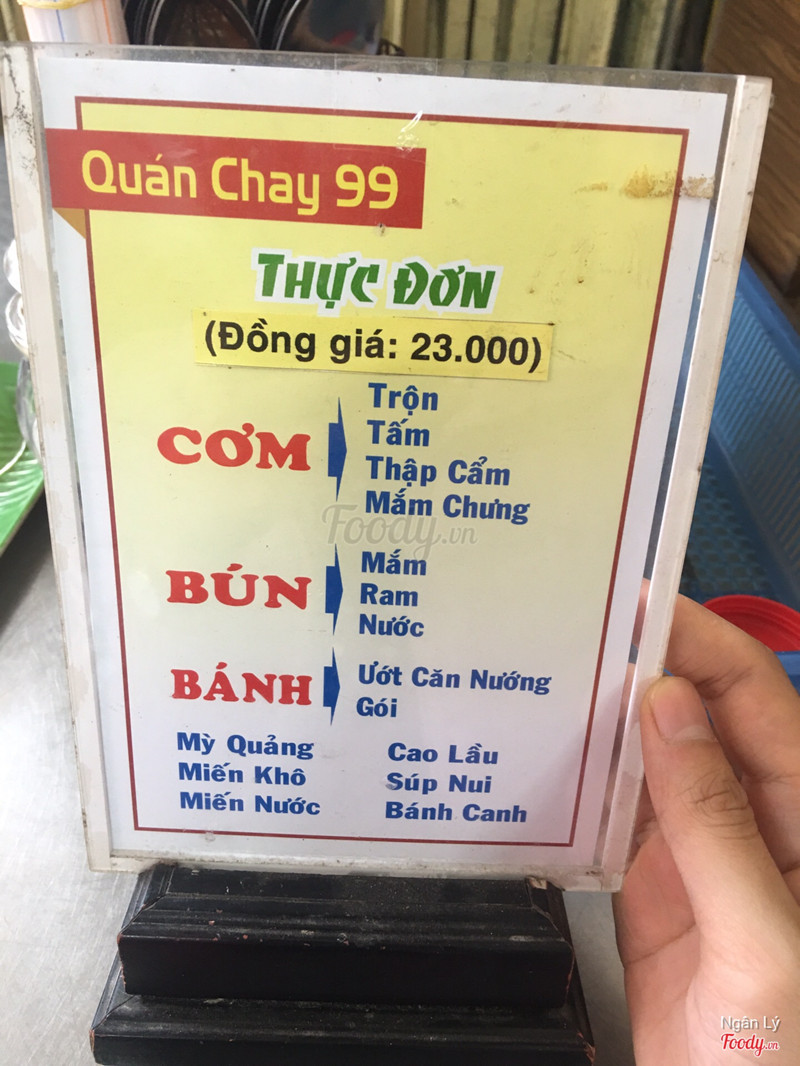 Quán Chay 99
THỰC ĐƠN
(Đồng giá: 23.000)
CƠM
Trộn
Tấm
Thập Cẩm
Mắm Chưng
Foody.vn
BÚN
Mắm
Ram
Nước
BÁNH
Ướt Căn Nướng
Gói
Mỳ Quảng
Miến Khô
Miến Nước
Cao Lầu
Súp Nui
Bánh Canh
Ngân Lý
Foody.vn